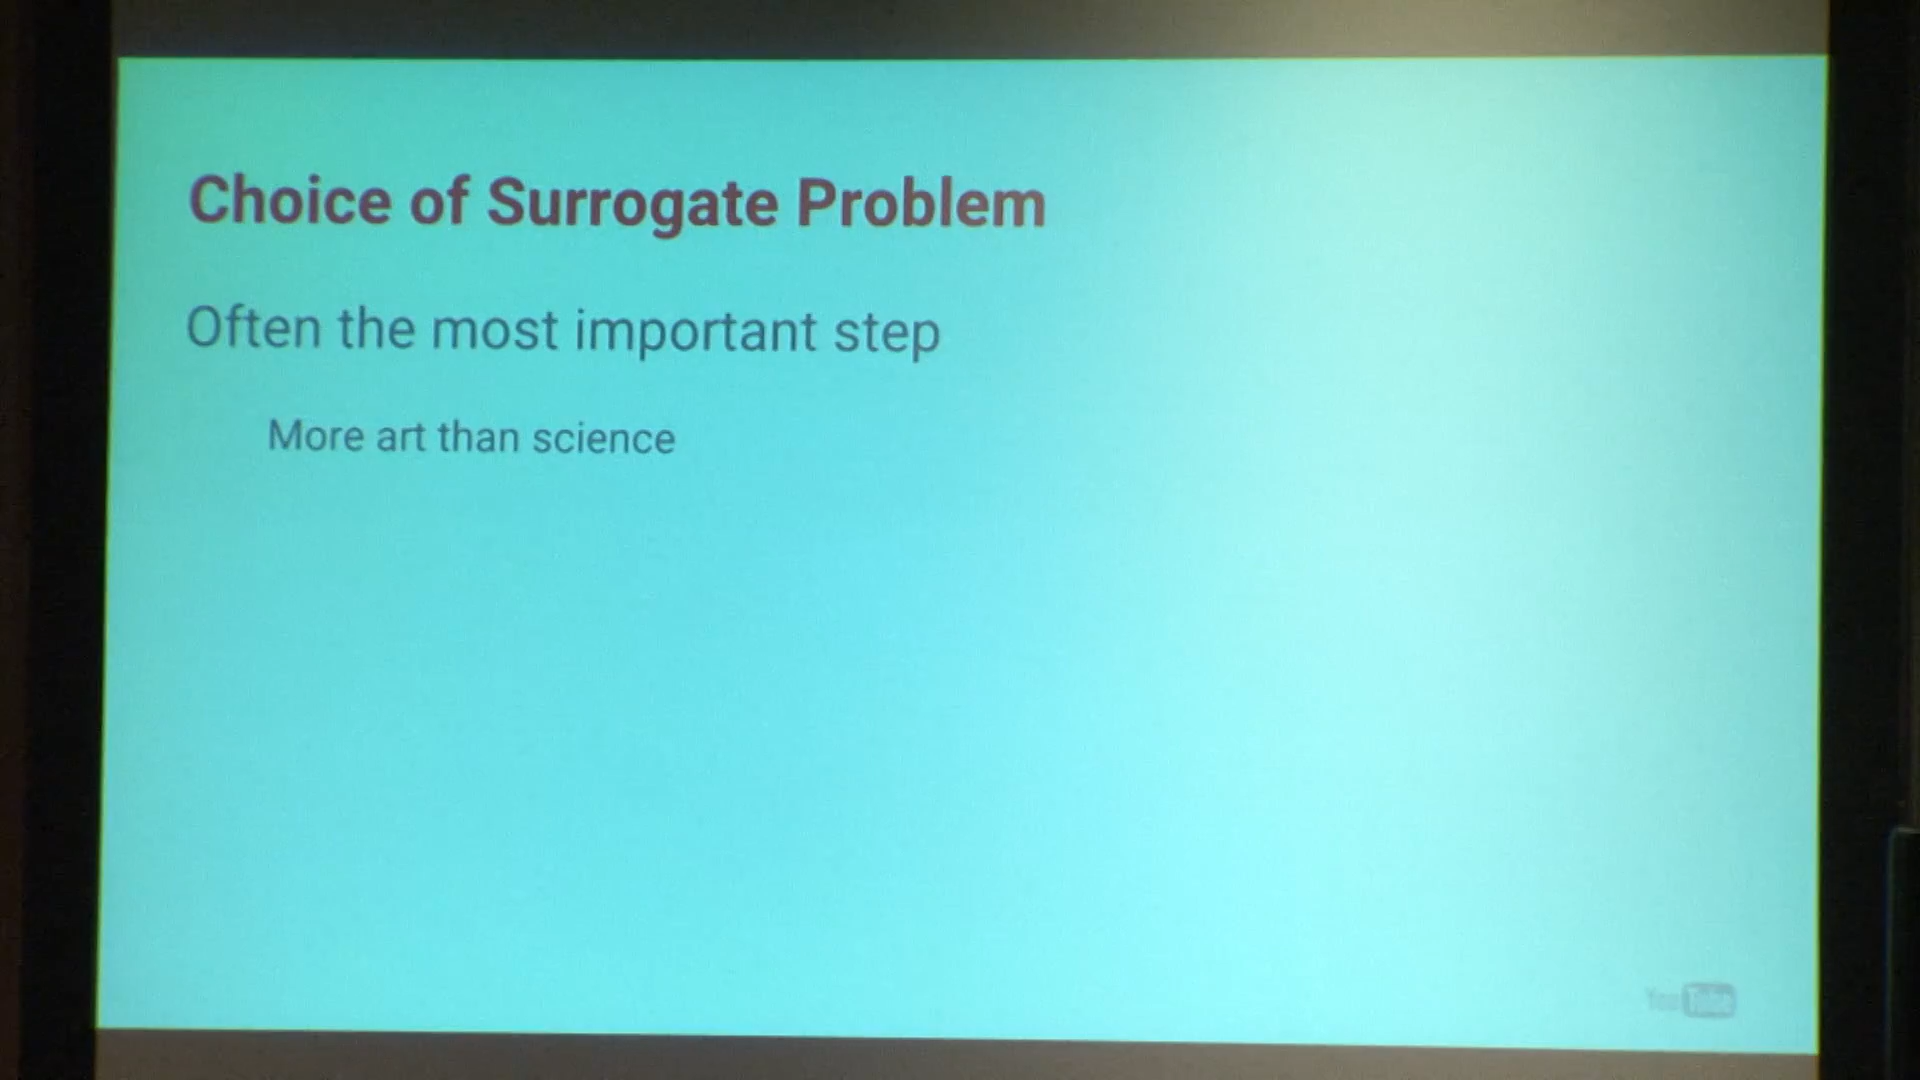 Choice of Surrogate Problem
Often the most important step
More art than science
YouTube